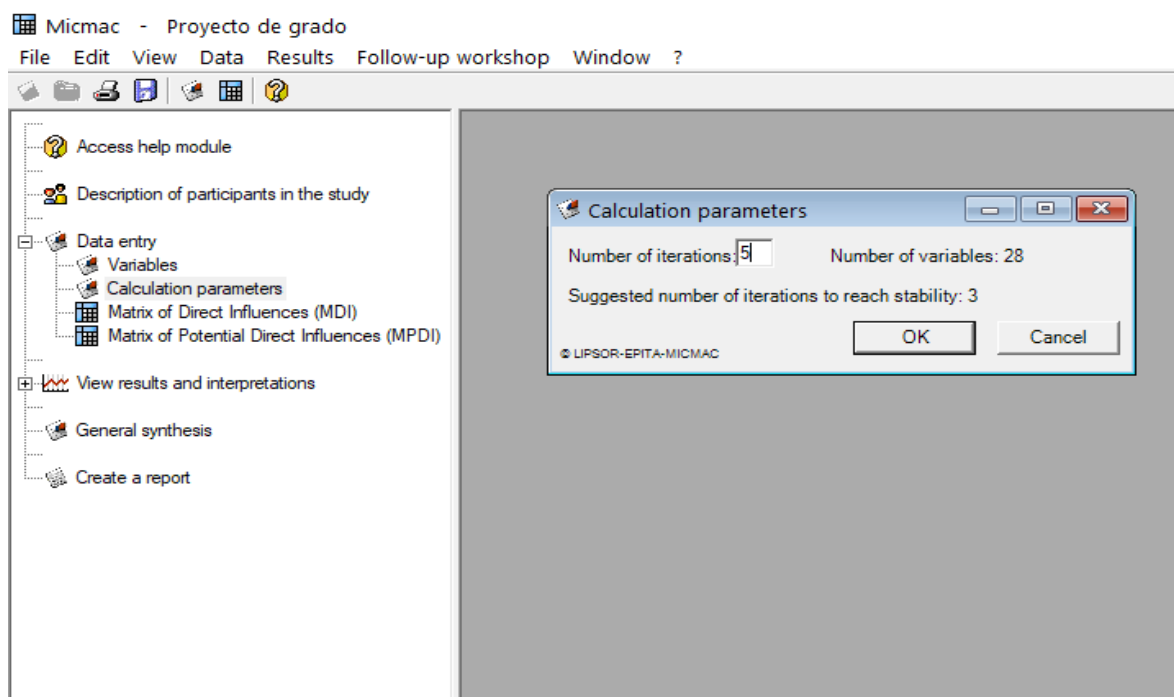 Micmac - Proyecto de grado
File Edit View Data Results Follow-up workshop Window ?
Access help module
Description of participants in the study
Data entry
Variables
Calculation parameters
Matrix of Direct Influences (MDI)
Matrix of Potential Direct Influences (MPDI)
View results and interpretations
General synthesis
Create a report
Calculation parameters
Number of iterations: 5 Number of variables: 28
Suggested number of iterations to reach stability: 3
OK Cancel
© LIPSOR-EPITA-MICMAC